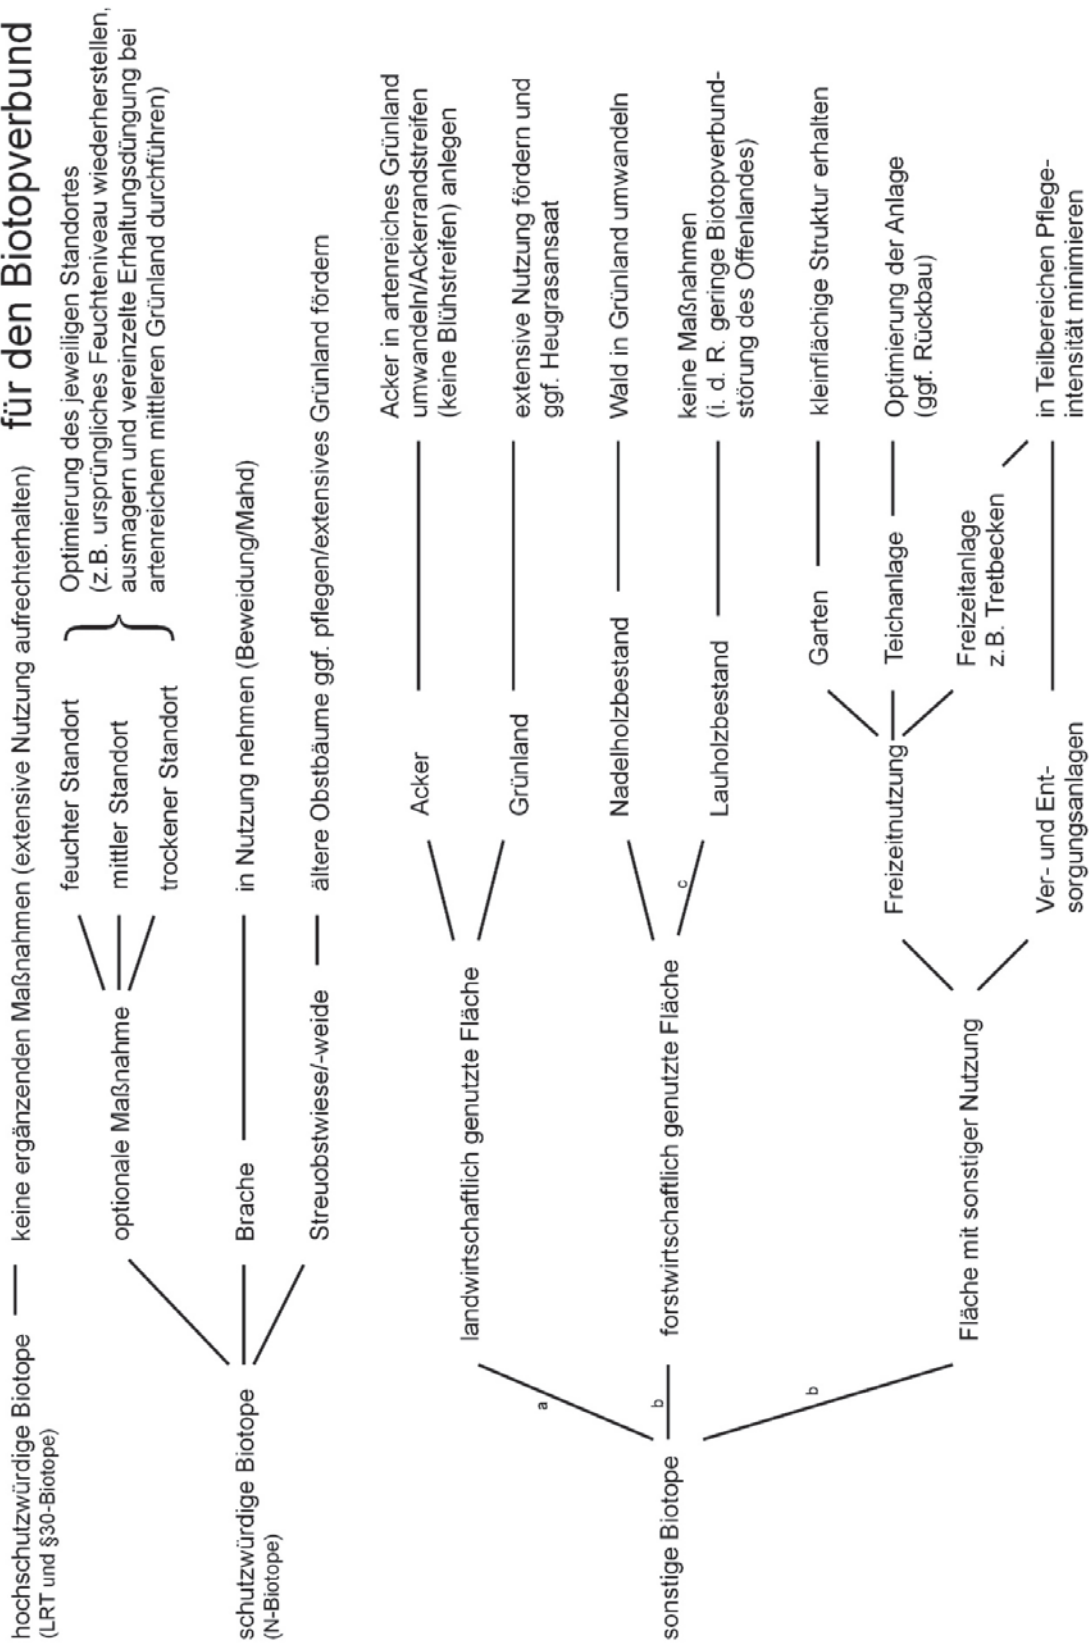 für den Biotopverbund
hochschutzwürdige Biotope
(LRT und §30-Biotope)
keine ergänzenden Maßnahmen (extensive Nutzung aufrechterhalten)
schutzwürdige Biotope
(N-Biotope)
optionale Maßnahme
feuchter Standort
mittler Standort
trockener Standort
Optimierung des jeweiligen Standortes
(z.B. ursprüngliches Feuchteniveau wiederherstellen,
ausmagern und vereinzelte Erhaltungsdüngung bei
artenreichem mittleren Grünland durchführen)
Brache
in Nutzung nehmen (Beweidung/Mahd)
Streuobstwiese/-weide
ältere Obstbäume ggf. pflegen/extensives Grünland fördern
sonstige Biotope
a
landwirtschaftlich genutzte Fläche
Acker
Acker in artenreiches Grünland
umwandeln/Ackerrandstreifen
(keine Blühstreifen) anlegen
Grünland
extensive Nutzung fördern und
ggf. Heugrasansaat
b
forstwirtschaftlich genutzte Fläche
Nadelholzbestand
Wald in Grünland umwandeln
c
Lauholzbestand
keine Maßnahmen
(i. d. R. geringe Biotopverbund-
störung des Offenlandes)
b
Fläche mit sonstiger Nutzung
Freizeitnutzung
Garten
kleinflächige Struktur erhalten
Teichanlage
Optimierung der Anlage
(ggf. Rückbau)
Freizeitanlage
z.B. Tretbecken
Ver- und Ent-
sorgungsanlagen
in Teilbereichen Pflege-
intensität minimieren